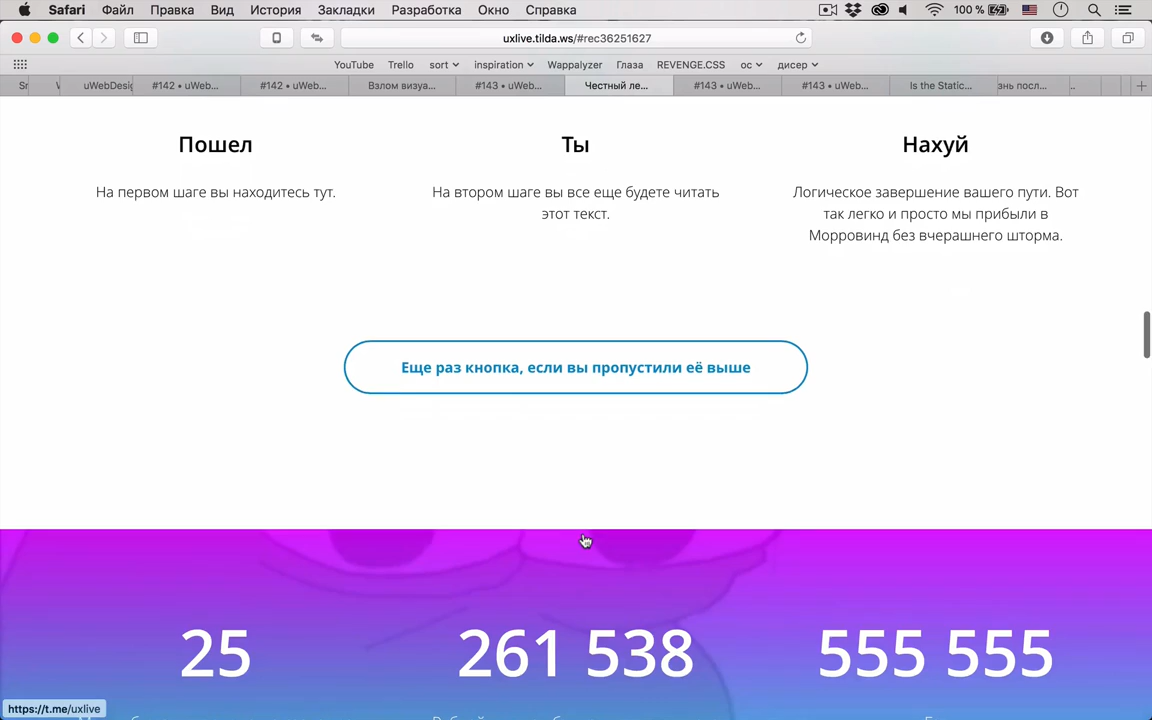 Safari Файл Правка Вид История Закладки Разработка Окно Справка 100 %
uxlive.tilda.ws/#rec36251627
YouTube Trello sort inspiration Wappalyzer Глаза REVENGE.CSS ос дисер
uWebDesig #142 • uWeb... #142 • uWeb... Взлом визуа... #143 • uWeb... Честный ле... #143 • uWeb... #143 • uWeb... Is the Static... знь посл...
Пошел Ты Нахуй
На первом шаге вы находитесь тут.
На втором шаге вы все еще будете читать
этот текст.
Логическое завершение вашего пути. Вот
так легко и просто мы прибыли в
Морровинд без вчерашнего шторма.
Еще раз кнопка, если вы пропустили её выше
25 261 538 555 555
https://t.me/uxlive